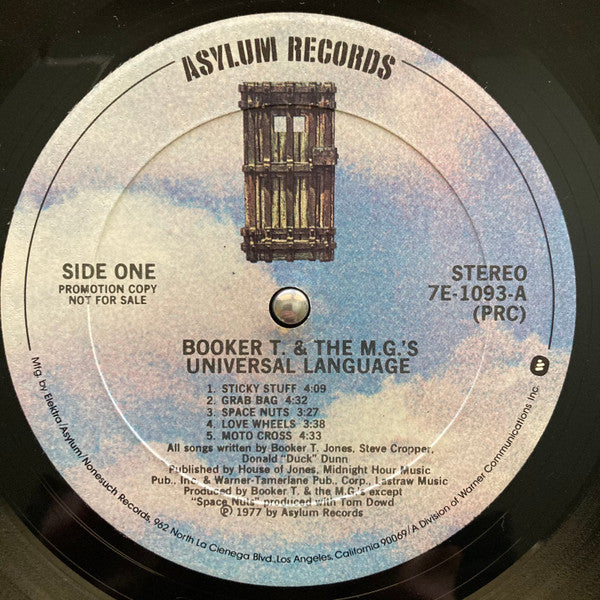 ASYLUM RECORDS
SIDE ONE
PROMOTION COPY
NOT FOR SALE
STEREO
7E-1093-A
(PRC)
BOOKER T. & THE M.G.'S
UNIVERSAL LANGUAGE
1. STICKY STUFF 4:09
2. GRAB BAG 4:32
3. SPACE NUTS 3:27
4. LOVE WHEELS 3:38
5. MOTO CROSS 4:33
All songs written by Booker T. Jones, Steve Cropper,
Donald "Duck" Dunn
Published by House of Jones, Midnight Hour Music
Pub., Inc. & Warner-Tamerlane Pub., Corp., Lastraw Music
Produced by Booker T. & the M.G.'s except
"Space Nuts" produced with Tom Dowd
℗ 1977 by Asylum Records
Mfg. by Elektra/Asylum/Nonesuch Records, 962 North La Cienega Blvd., Los Angeles, California 90069/A Division of Warner Communications Inc.